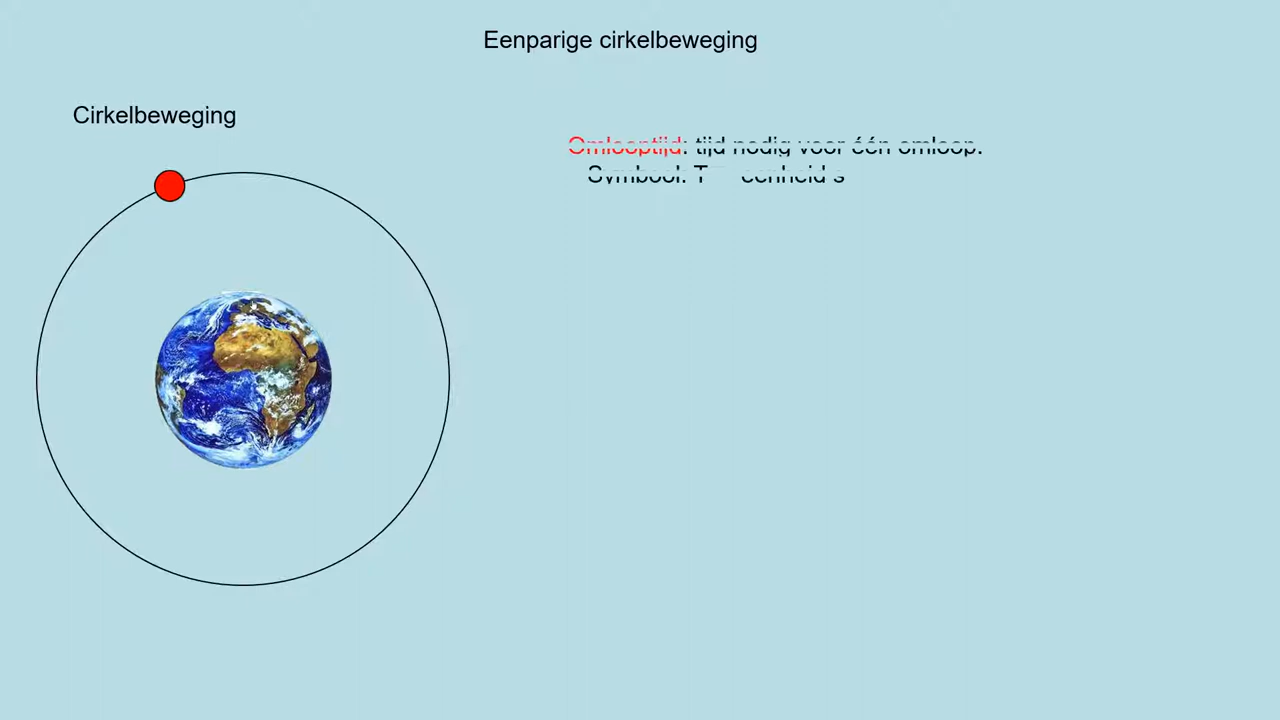 Eenparige cirkelbeweging
Cirkelbeweging
Omlooptijd: tijd nodig voor één omloop.
Symbool: T eenheid s